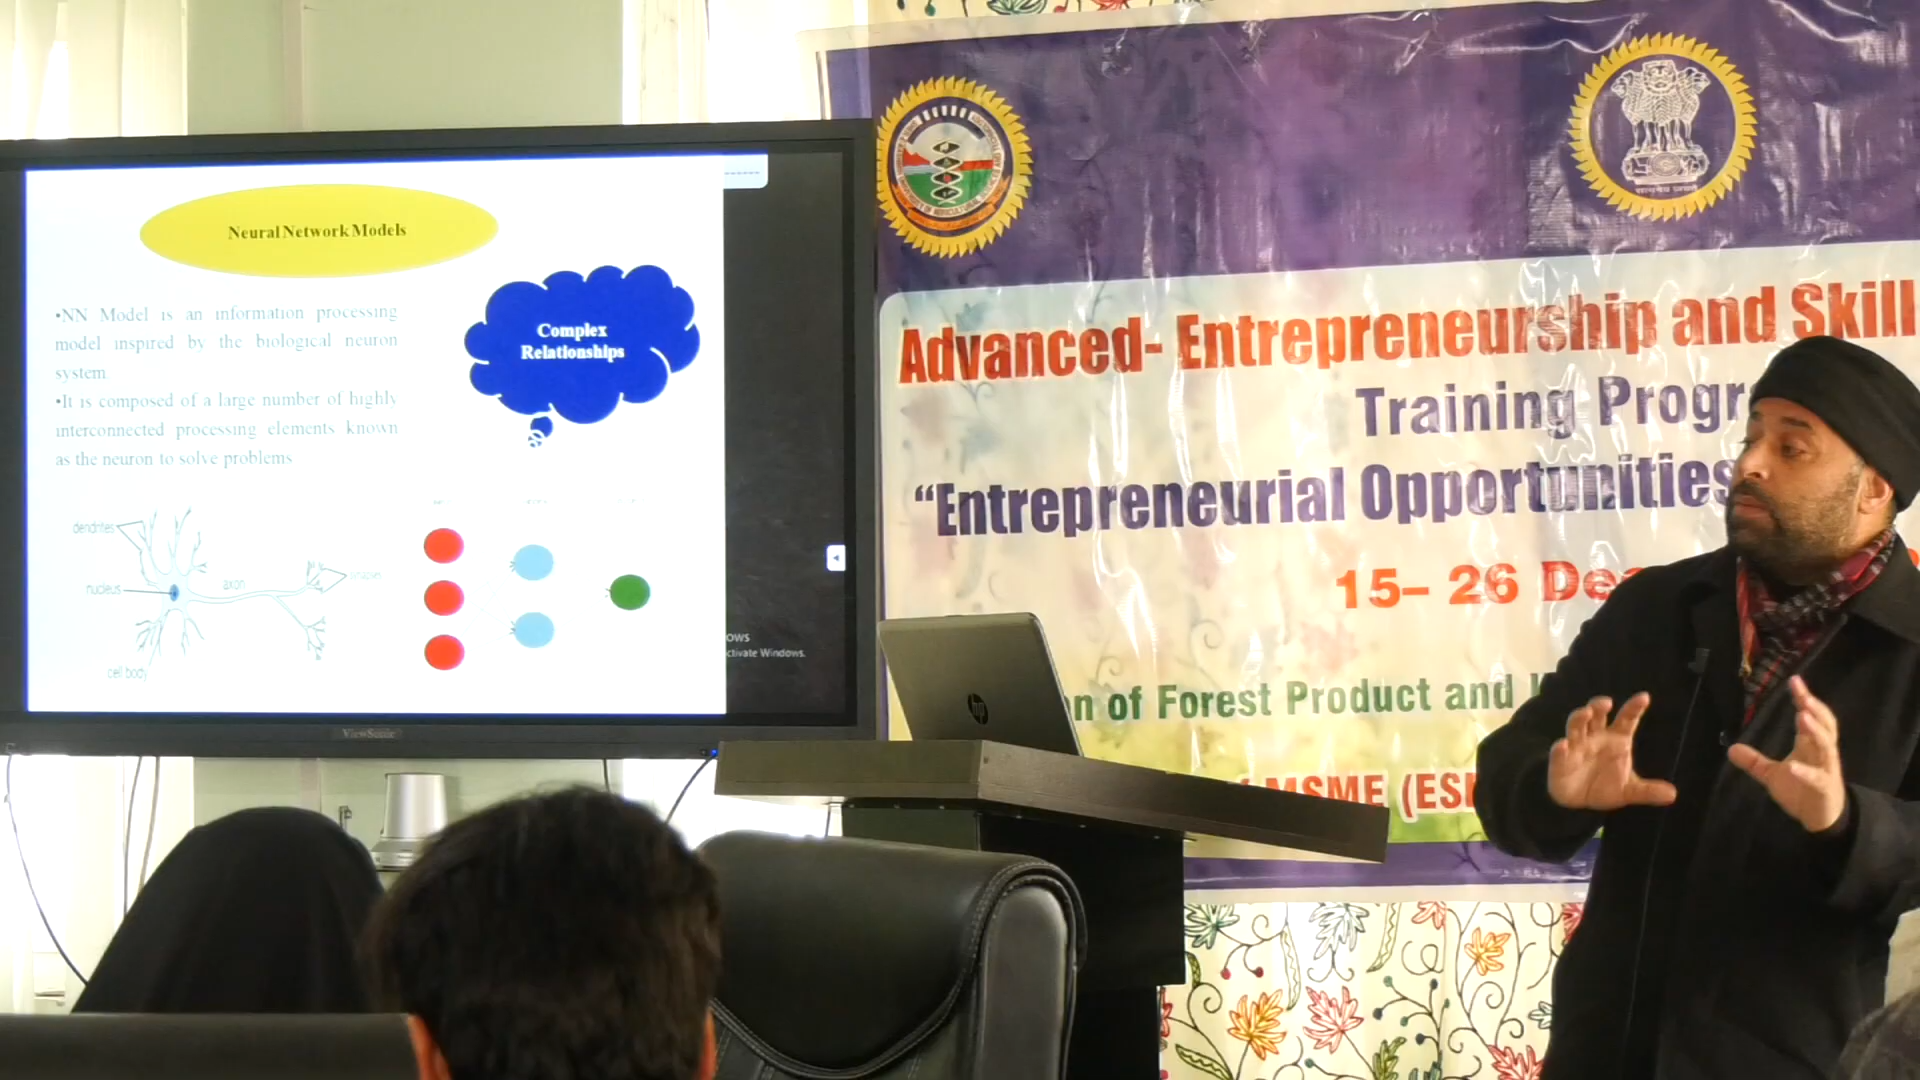 Neural Network Models
•NN Model is an information processing
model inspired by the biological neuron
system.
•It is composed of a large number of highly
interconnected processing elements known
as the neuron to solve problems
Complex
Relationships
dendrites
nucleus
axon
synapses
cell body
ctivate Windows.
ViewSonic
hp
Advanced- Entrepreneurship and Skill
Training Progr
“Entrepreneurial Opportunities
15– 26 De
n of Forest Product and
MSME (ES